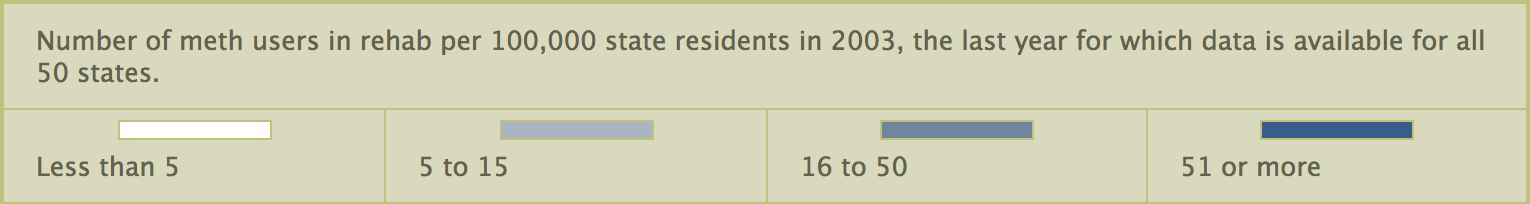 Number of meth users in rehab per 100,000 state residents in 2003, the last year for which data is available for all
50 states.
Less than 5
5 to 15
16 to 50
51 or more